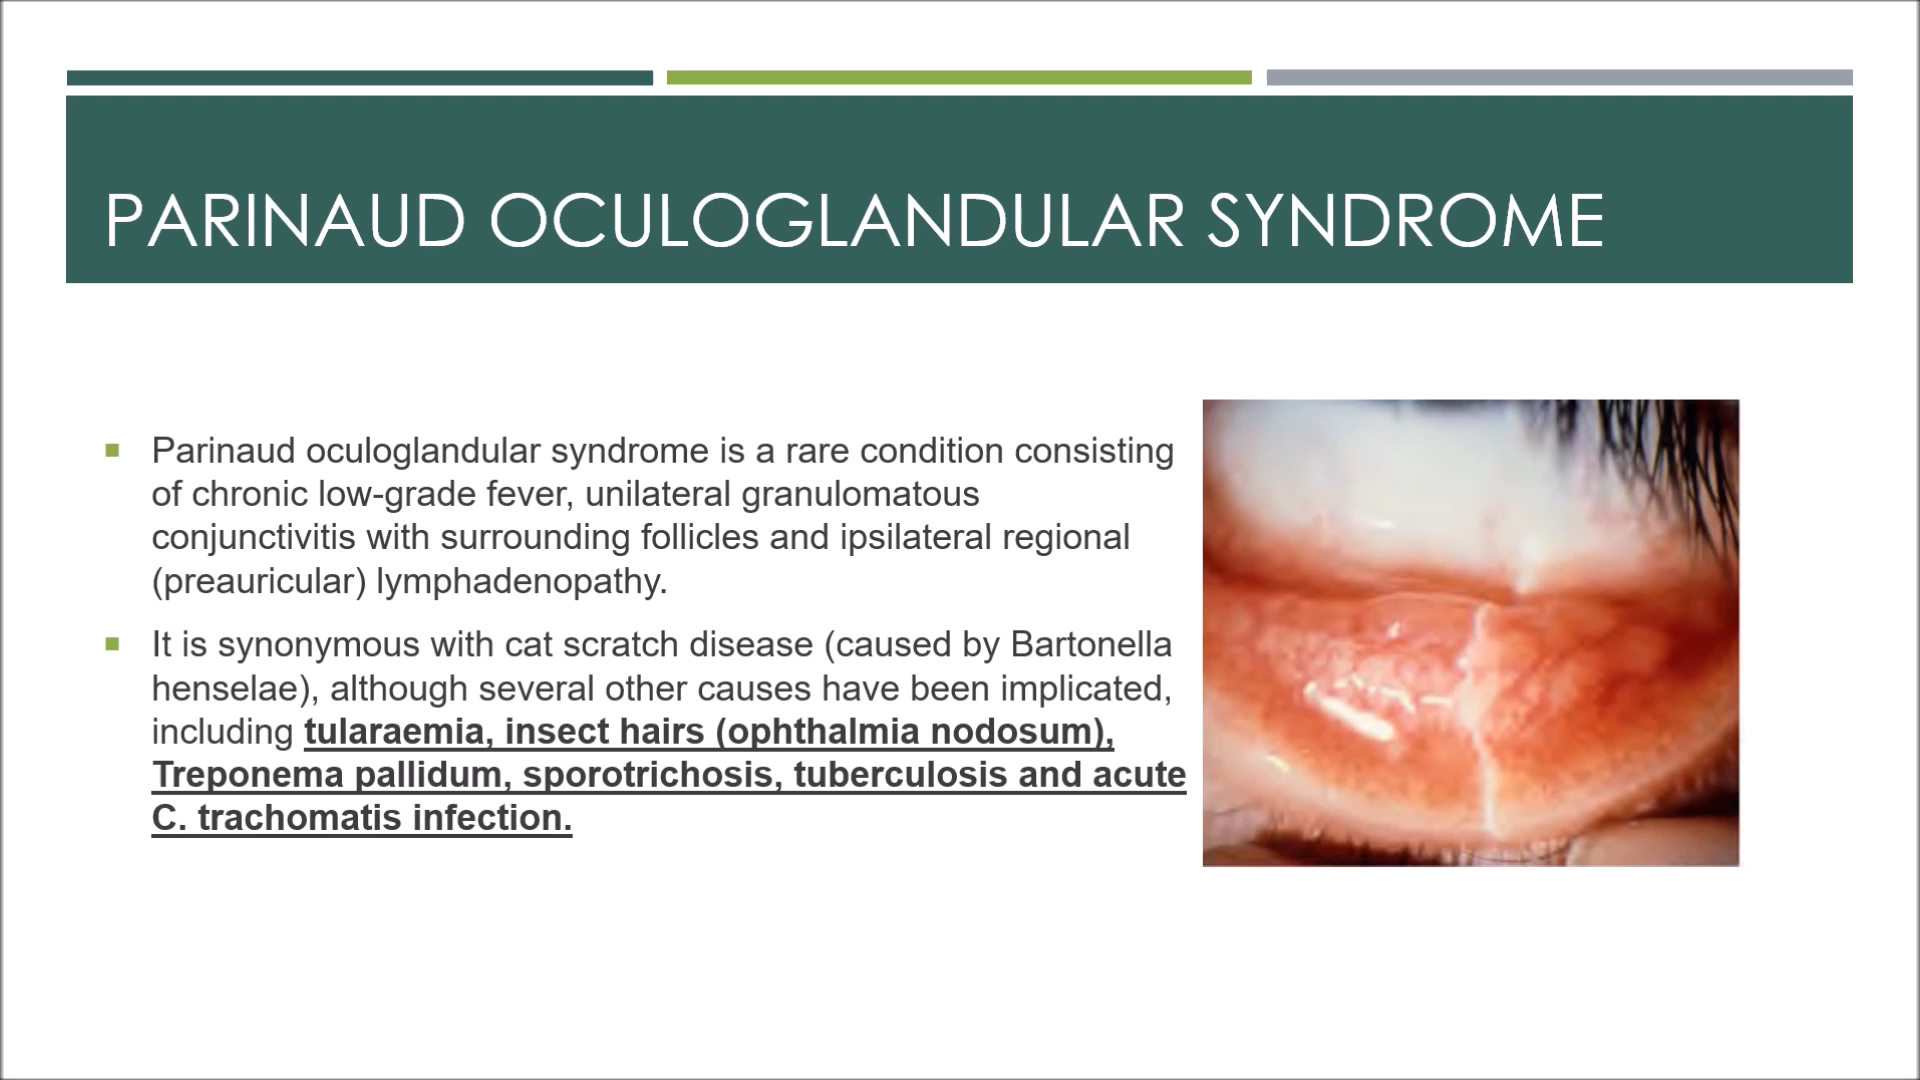 PARINAUD OCULOGLANDULAR SYNDROME
Parinaud oculoglandular syndrome is a rare condition consisting
of chronic low-grade fever, unilateral granulomatous
conjunctivitis with surrounding follicles and ipsilateral regional
(preauricular) lymphadenopathy.
It is synonymous with cat scratch disease (caused by Bartonella
henselae), although several other causes have been implicated,
including tularaemia, insect hairs (ophthalmia nodosum),
Treponema pallidum, sporotrichosis, tuberculosis and acute
C. trachomatis infection.